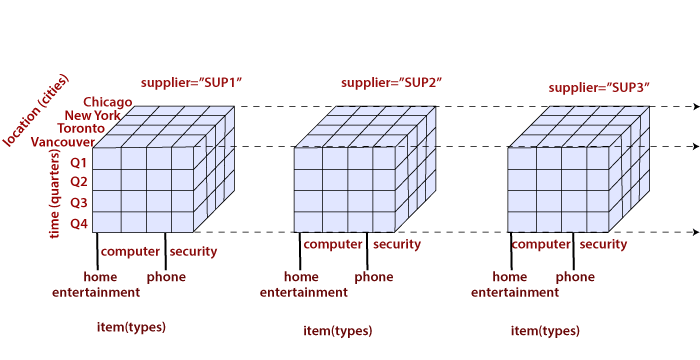 supplier="SUP1"
supplier="SUP2"
supplier="SUP3"
location (cities)
Chicago
New York
Toronto
Vancouver
time (quarters)
Q1
Q2
Q3
Q4
computer security
home phone
entertainment
item(types)
computer security
home phone
entertainment
item(types)
computer security
home phone
entertainment
item(types)